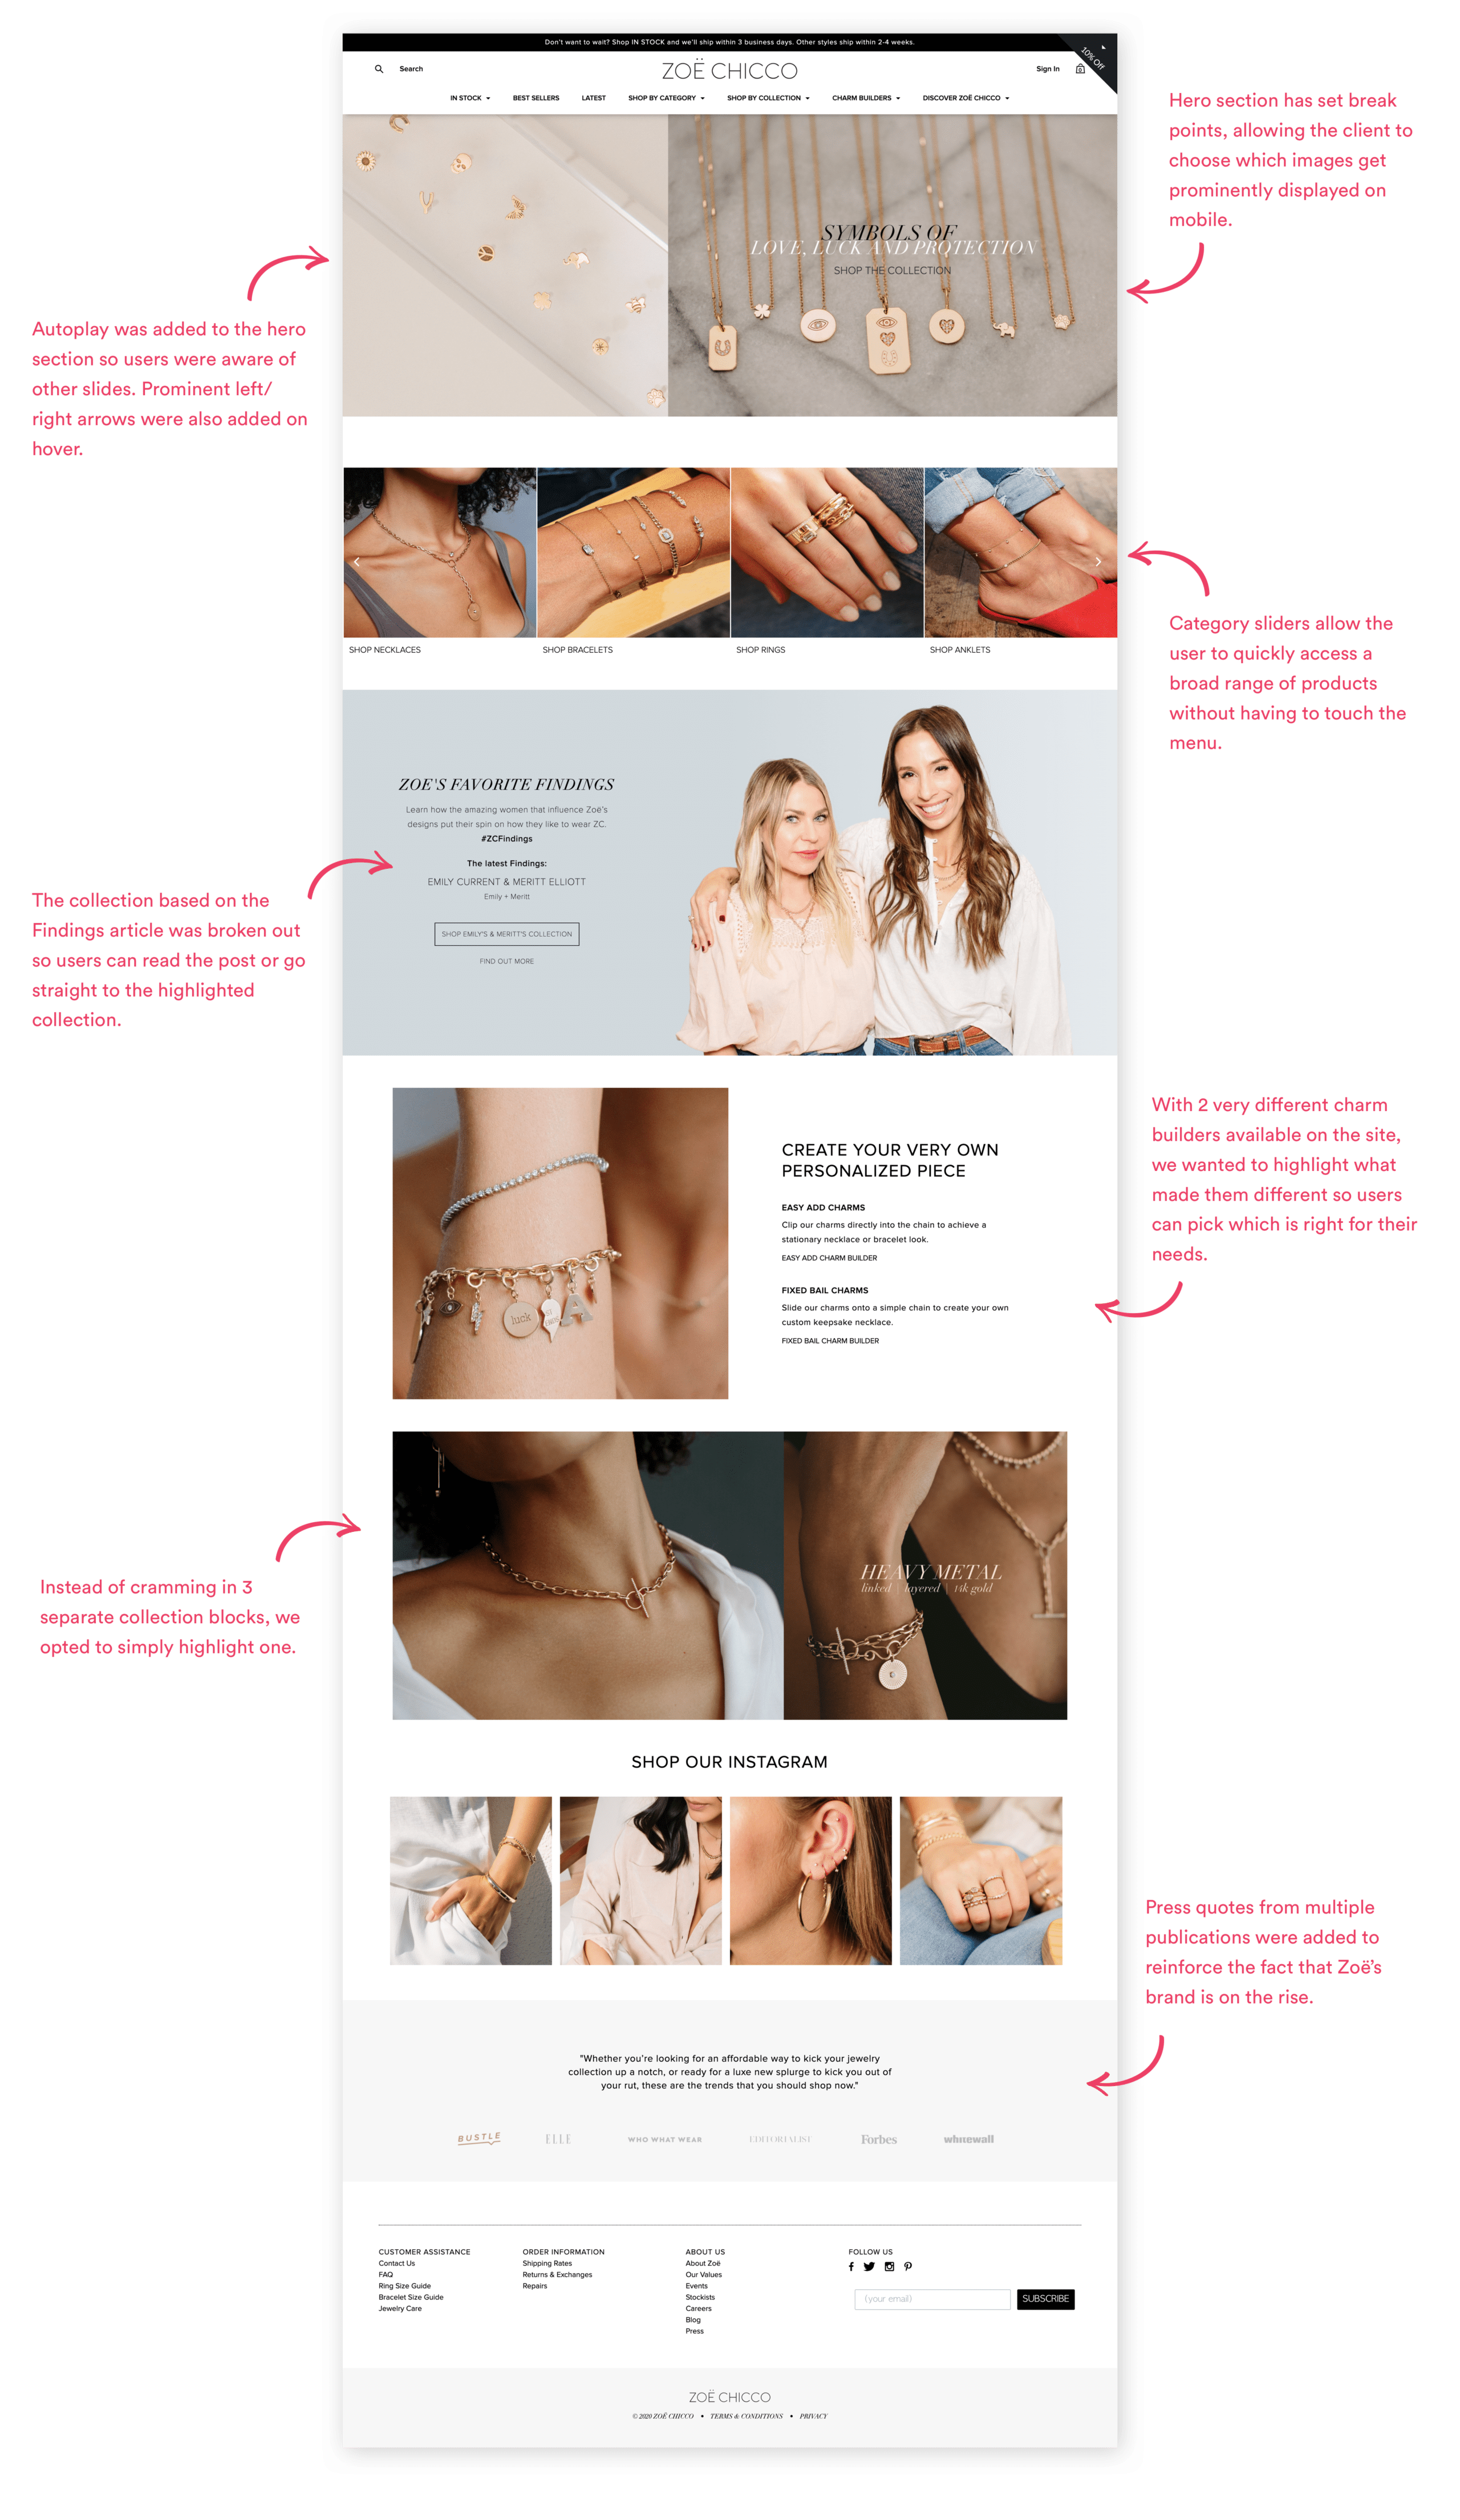 Don't want to wait? Shop IN STOCK and we'll ship within 3 business days. Other styles ship within 2-4 weeks.
10% Off
Search
ZOË CHICCO
Sign In
0
IN STOCK
BEST SELLERS
LATEST
SHOP BY CATEGORY
SHOP BY COLLECTION
CHARM BUILDERS
DISCOVER ZOË CHICCO
Hero section has set break
points, allowing the client to
choose which images get
prominently displayed on
mobile.
SYMBOLS OF
LOVE, LUCK AND PROTECTION
SHOP THE COLLECTION
Autoplay was added to the hero
section so users were aware of
other slides. Prominent left/
right arrows were also added on
hover.
SHOP NECKLACES
SHOP BRACELETS
SHOP RINGS
SHOP ANKLETS
Category sliders allow the
user to quickly access a
broad range of products
without having to touch the
menu.
ZOE'S FAVORITE FINDINGS
Learn how the amazing women that influence Zoë's
designs put their spin on how they like to wear ZC.
#ZCFindings
The latest Findings:
EMILY CURRENT & MERITT ELLIOTT
Emily + Meritt
SHOP EMILY'S & MERITT'S COLLECTION
FIND OUT MORE
The collection based on the
Findings article was broken out
so users can read the post or go
straight to the highlighted
collection.
With 2 very different charm
builders available on the site,
we wanted to highlight what
made them different so users
can pick which is right for their
needs.
CREATE YOUR VERY OWN
PERSONALIZED PIECE
EASY ADD CHARMS
Clip our charms directly into the chain to achieve a
stationary necklace or bracelet look.
EASY ADD CHARM BUILDER
FIXED BAIL CHARMS
Slide our charms onto a simple chain to create your own
custom keepsake necklace.
FIXED BAIL CHARM BUILDER
luck
A
HEAVY METAL
linked | layered | 14k gold
Instead of cramming in 3
separate collection blocks, we
opted to simply highlight one.
SHOP OUR INSTAGRAM
Press quotes from multiple
publications were added to
reinforce the fact that Zoë's
brand is on the rise.
"Whether you're looking for an affordable way to kick your jewelry
collection up a notch, or ready for a luxe new splurge to kick you out of
your rut, these are the trends that you should shop now."
BUSTLE
ELLE
WHO WHAT WEAR
EDITORIALIST
Forbes
whitewall
CUSTOMER ASSISTANCE
Contact Us
FAQ
Ring Size Guide
Bracelet Size Guide
Jewelry Care
ORDER INFORMATION
Shipping Rates
Returns & Exchanges
Repairs
ABOUT US
About Zoë
Our Values
Events
Stockists
Careers
Blog
Press
FOLLOW US
(your email)
SUBSCRIBE
ZOË CHICCO
© 2020 ZOË CHICCO • TERMS & CONDITIONS • PRIVACY